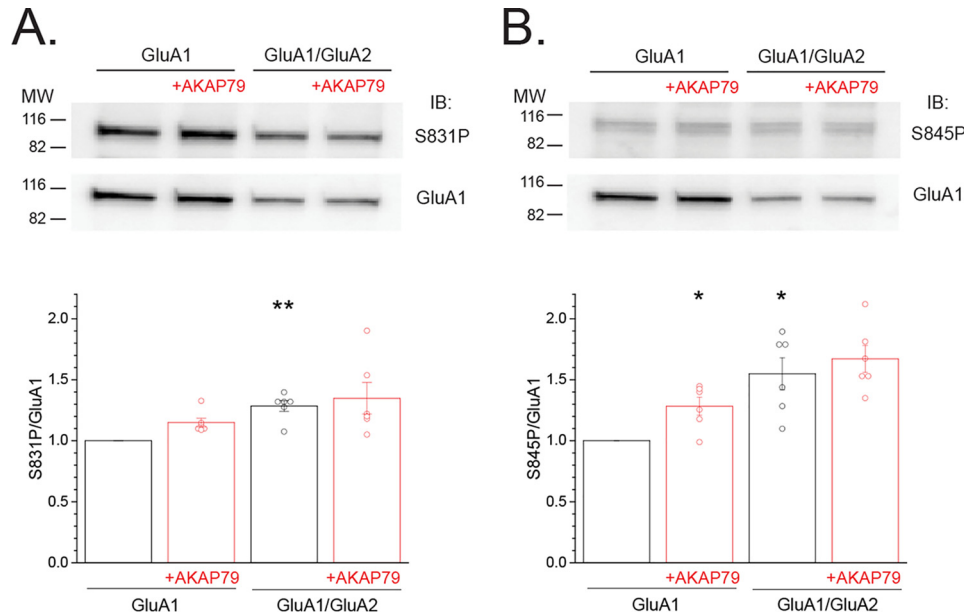 A.
GluA1 GluA1/GluA2
+AKAP79 +AKAP79
MW IB:
116
S831P
82
116
GluA1
82
**
2.0
1.5
1.0
0.5
0.0
S831P/GluA1
+AKAP79 +AKAP79
GluA1 GluA1/GluA2
B.
GluA1 GluA1/GluA2
+AKAP79 +AKAP79
MW IB:
116
S845P
82
116
GluA1
82
* *
2.0
1.5
1.0
0.5
0.0
S845P/GluA1
+AKAP79 +AKAP79
GluA1 GluA1/GluA2